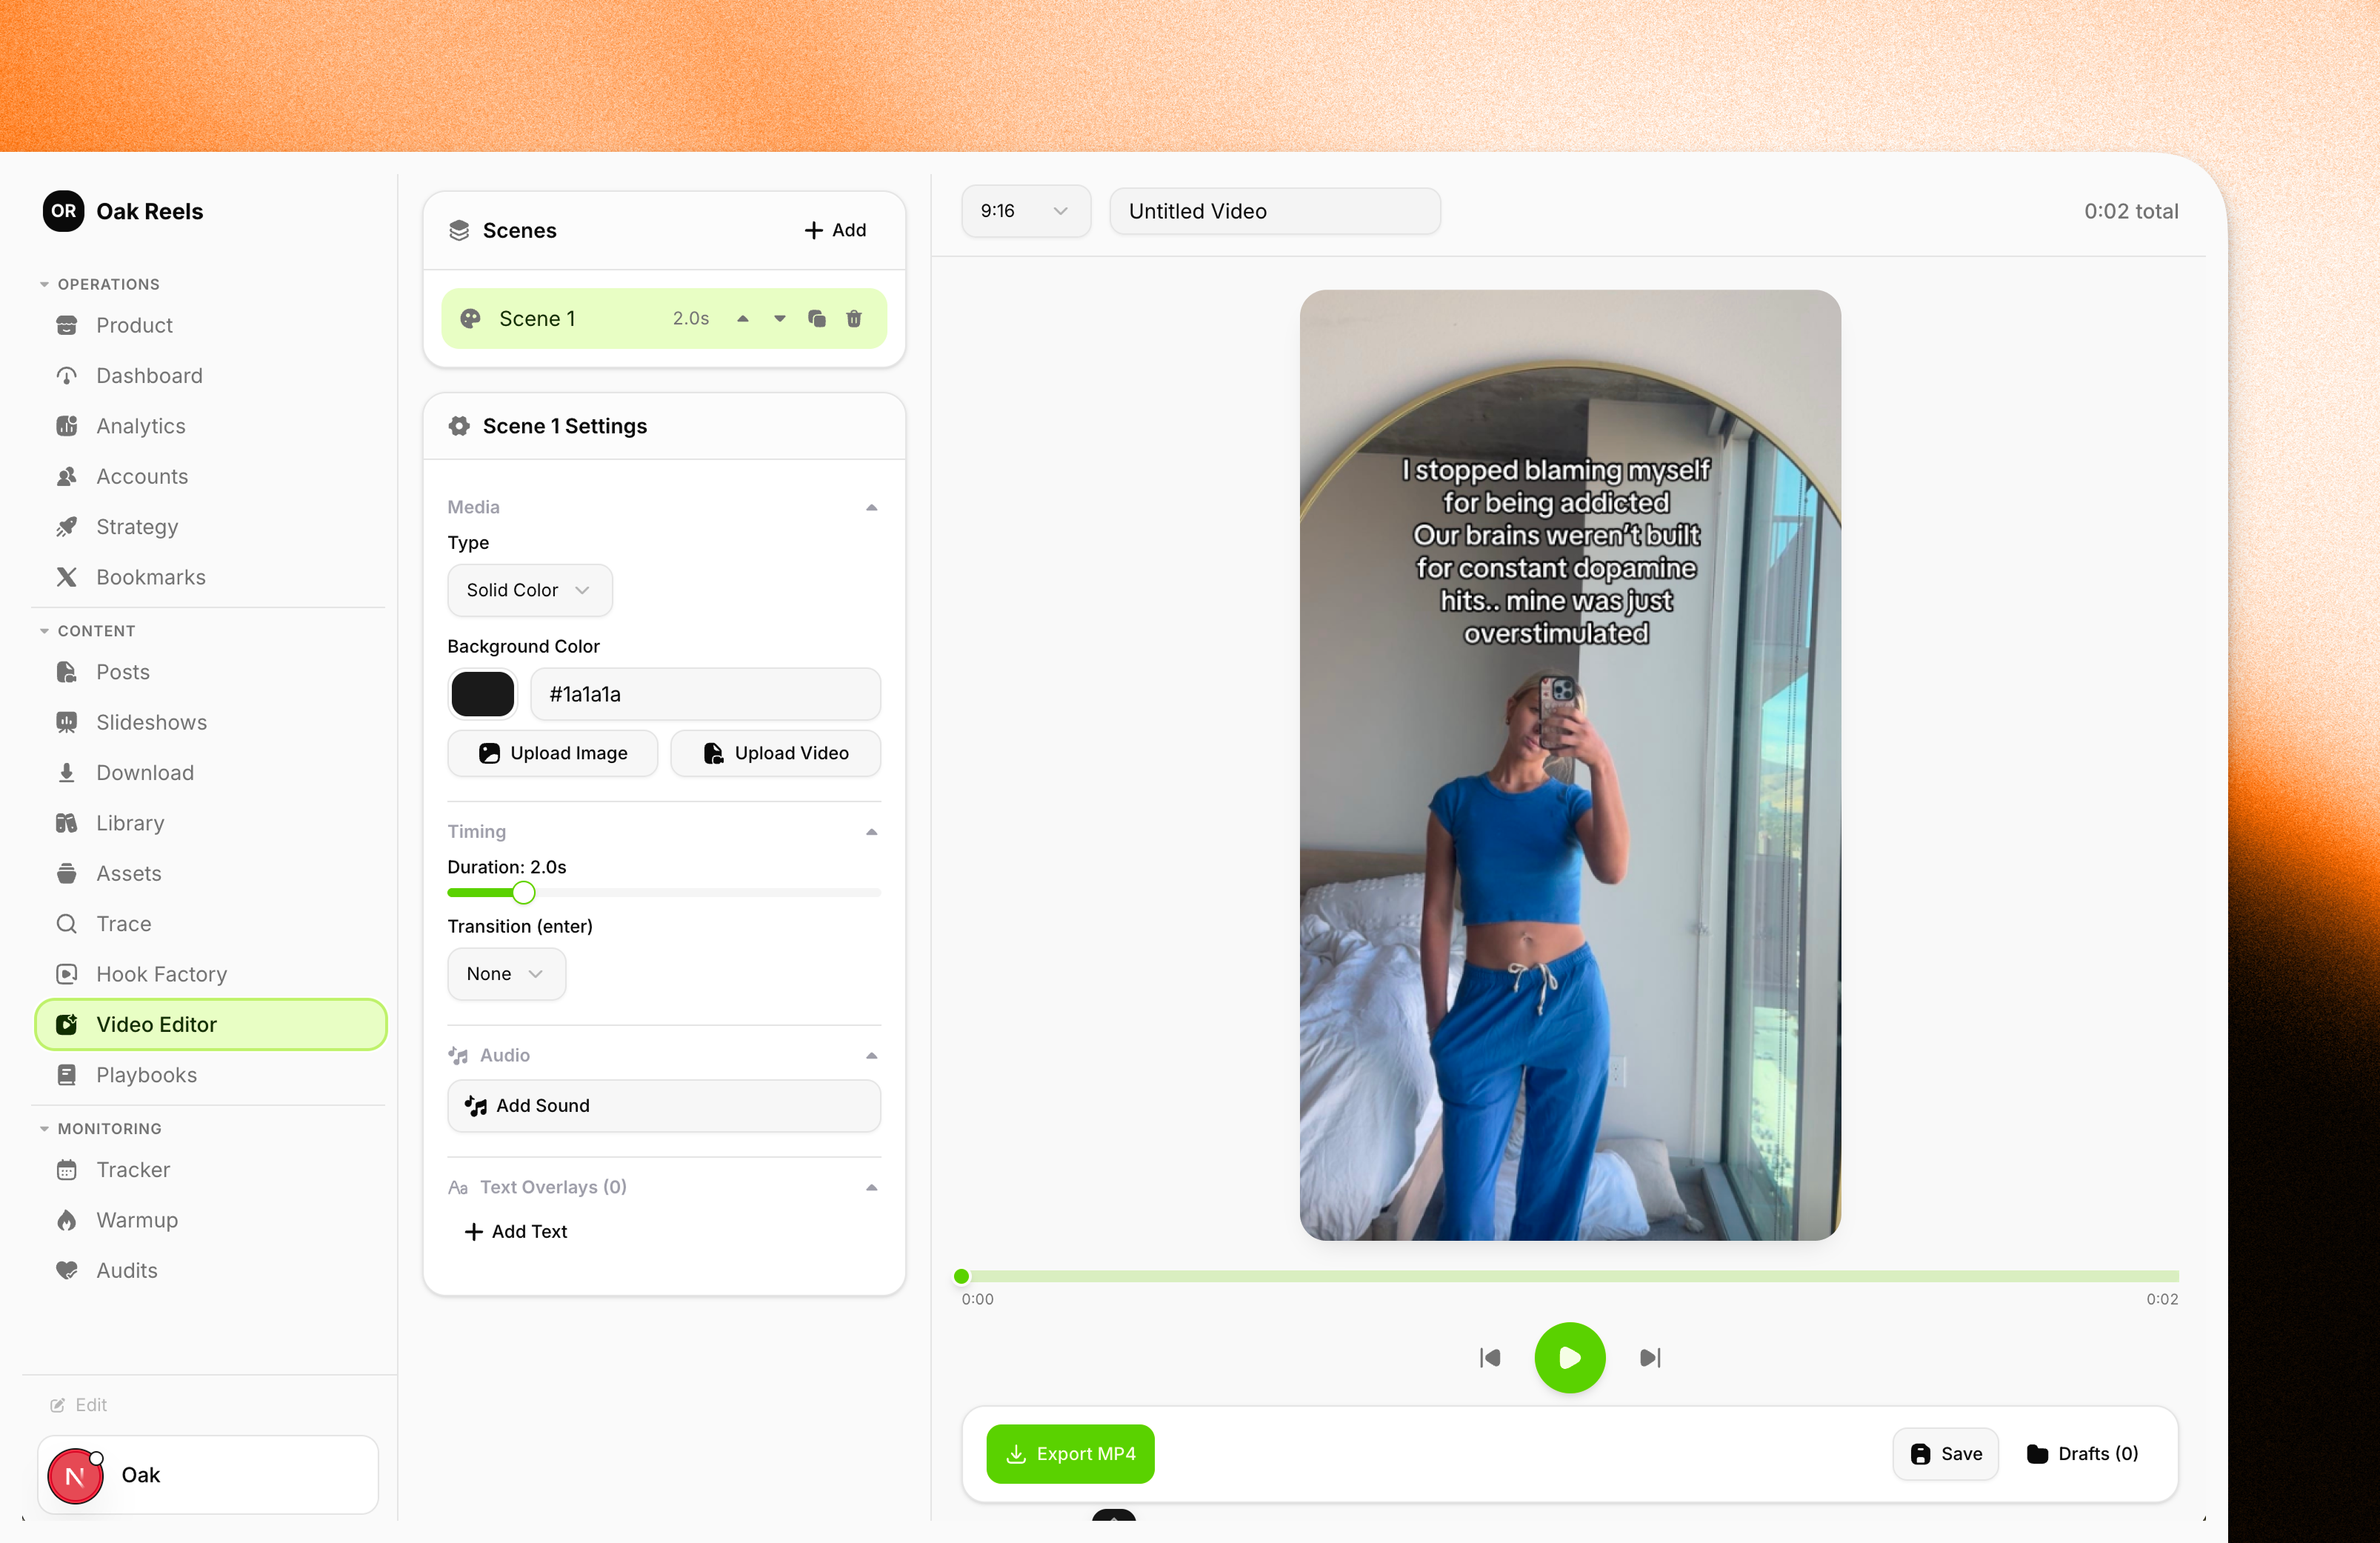 OR Oak Reels
OPERATIONS
Product
Dashboard
Analytics
Accounts
Strategy
Bookmarks
CONTENT
Posts
Slideshows
Download
Library
Assets
Trace
Hook Factory
Video Editor
Playbooks
MONITORING
Tracker
Warmup
Audits
Edit
N Oak
Scenes
Add
Scene 1 2.0s
Scene 1 Settings
Media
Type
Solid Color
Background Color
#1a1a1a
Upload Image Upload Video
Timing
Duration: 2.0s
Transition (enter)
None
Audio
Add Sound
Aa Text Overlays (0)
Add Text
9:16 Untitled Video 0:02 total
I stopped blaming myself
for being addicted
Our brains weren't built
for constant dopamine
hits.. mine was just
overstimulated
0:00 0:02
Export MP4 Save Drafts (0)